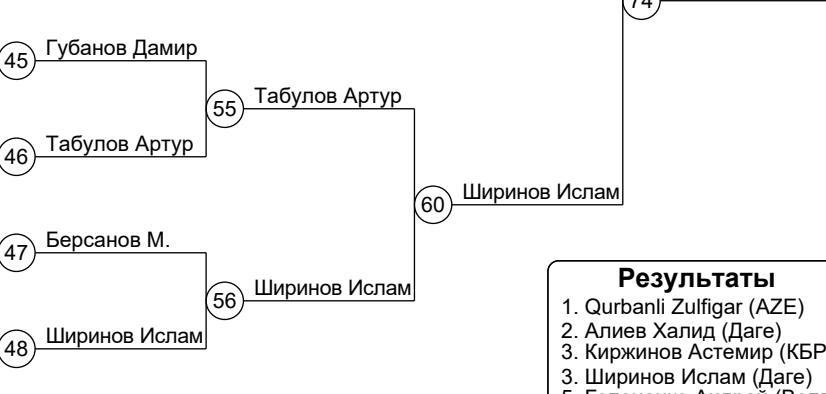 74
45 Губанов Дамир
55 Табулов Артур
46 Табулов Артур
60 Ширинов Ислам
47 Берсанов М.
56 Ширинов Ислам
48 Ширинов Ислам
Результаты
1. Qurbanli Zulfigar (AZE)
2. Алиев Халид (Даге)
3. Киржинов Астемир (КБР
3. Ширинов Ислам (Даге)